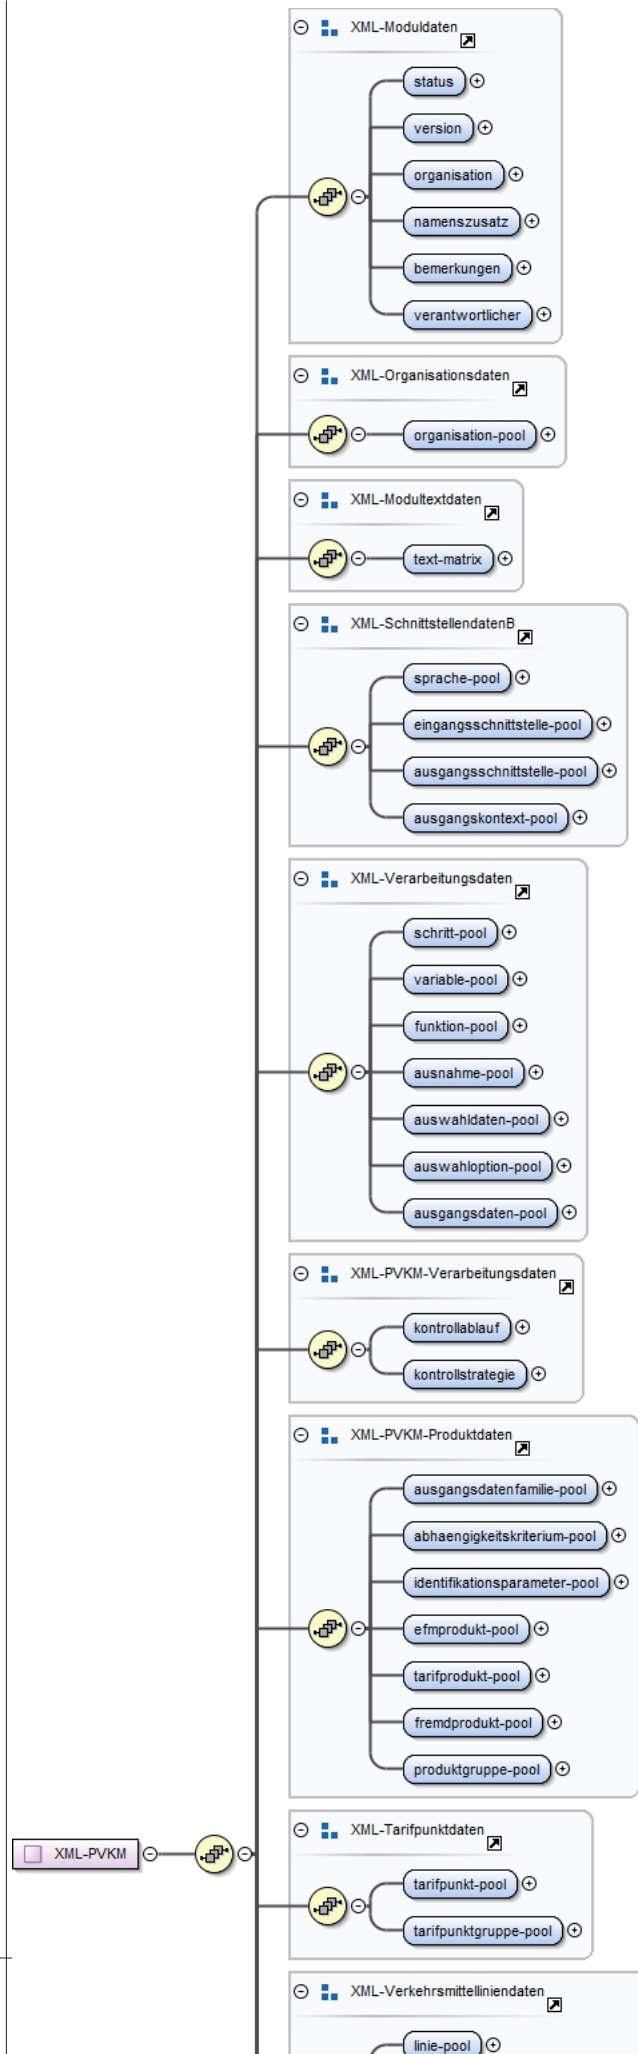 XML-Moduldaten
status
version
organisation
namenszusatz
bemerkungen
verantwortlicher
XML-Organisationsdaten
organisation-pool
XML-Modultextdaten
text-matrix
XML-SchnittstellendatenB
sprache-pool
eingangsschnittstelle-pool
ausgangsschnittstelle-pool
ausgangskontext-pool
XML-Verarbeitungsdaten
schritt-pool
variable-pool
funktion-pool
ausnahme-pool
auswahldaten-pool
auswahloption-pool
ausgangsdaten-pool
XML-PVKM-Verarbeitungsdaten
kontrollablauf
kontrollstrategie
XML-PVKM-Produktdaten
ausgangsdatenfamilie-pool
abhaengigkeitskriterium-pool
identifikationsparameter-pool
efmprodukt-pool
tarifprodukt-pool
fremdprodukt-pool
produktgruppe-pool
XML-PVKM
XML-Tarifpunktdaten
tarifpunkt-pool
tarifpunktgruppe-pool
XML-Verkehrsmittelliniendaten
linie-pool